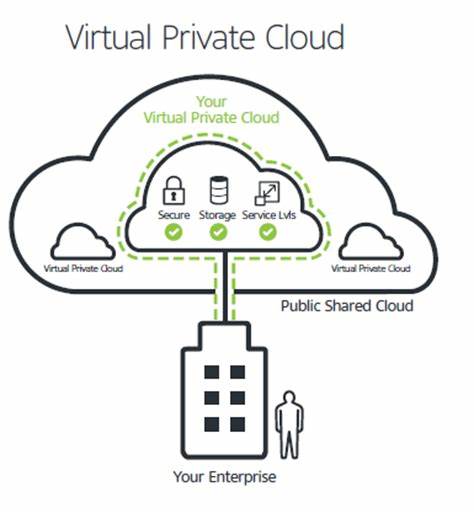 Virtual Private Cloud
Your
Virtual Private Cloud
Secure Storage Service Lvls
Virtual Private Cloud Virtual Private Cloud
Public Shared Cloud
Your Enterprise